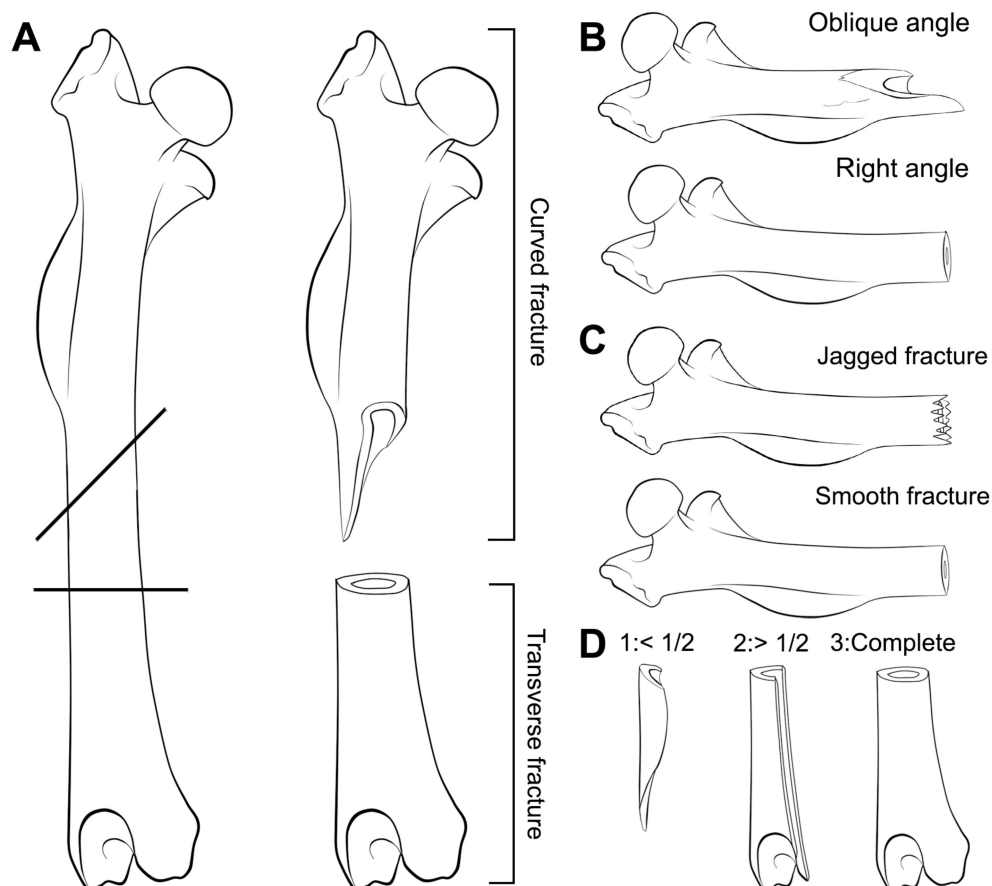 A
Curved fracture
Transverse fracture
B
Oblique angle
Right angle
C
Jagged fracture
Smooth fracture
D
1:< 1/2
2:> 1/2
3:Complete